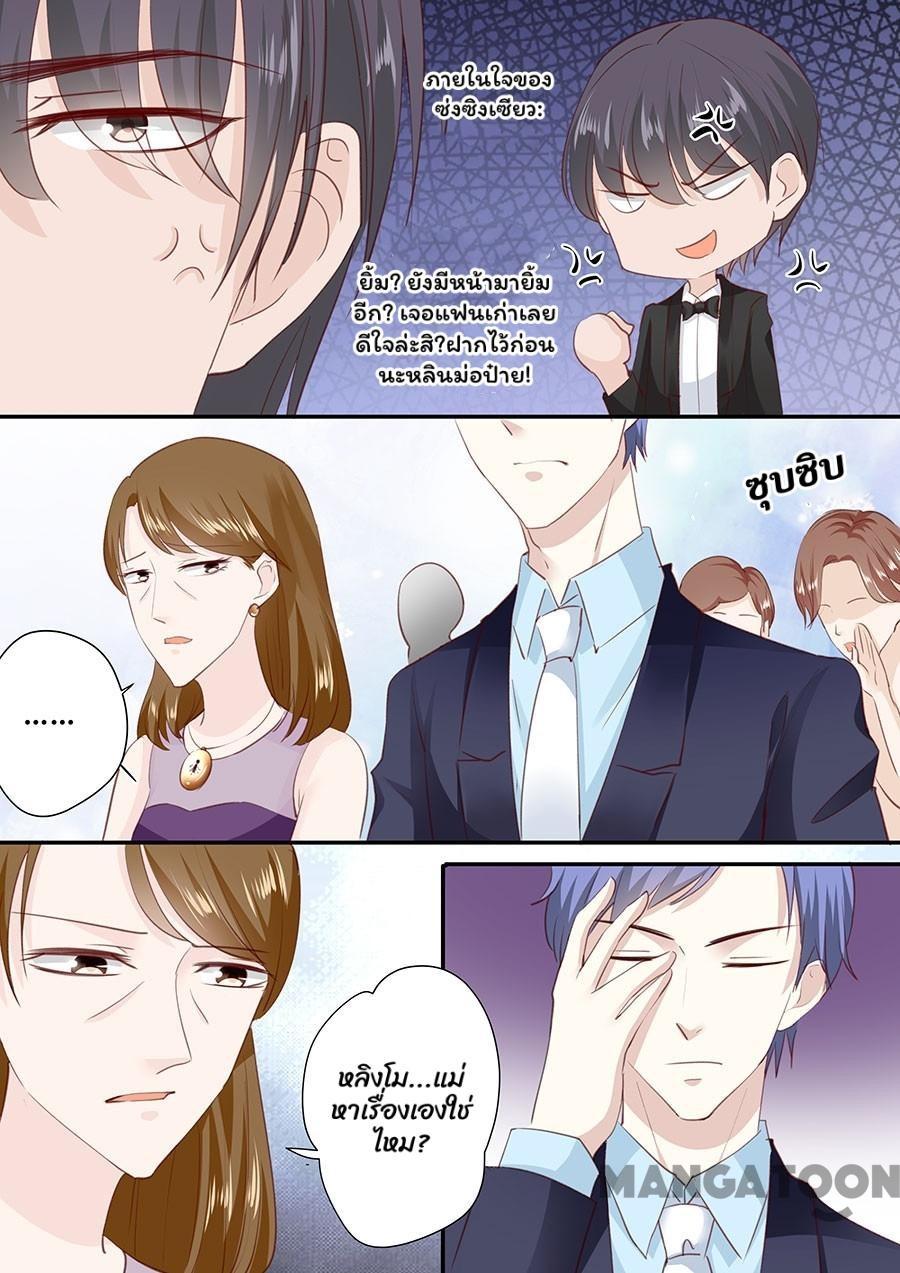 ภายในใจของ
ซ่งซิงเซียว:
ยิ้ม? ยังมีหน้ามายิ้ม
อีก? เจอแฟนเก่าเลย
ดีใจล่ะสิ?ฝากไว้ก่อน
นะหลินม่อป๋าย!
ซุบซิบ
......
หลิงโม...แม่
หาเรื่องเองใช่
ไหม?
MANGATOON